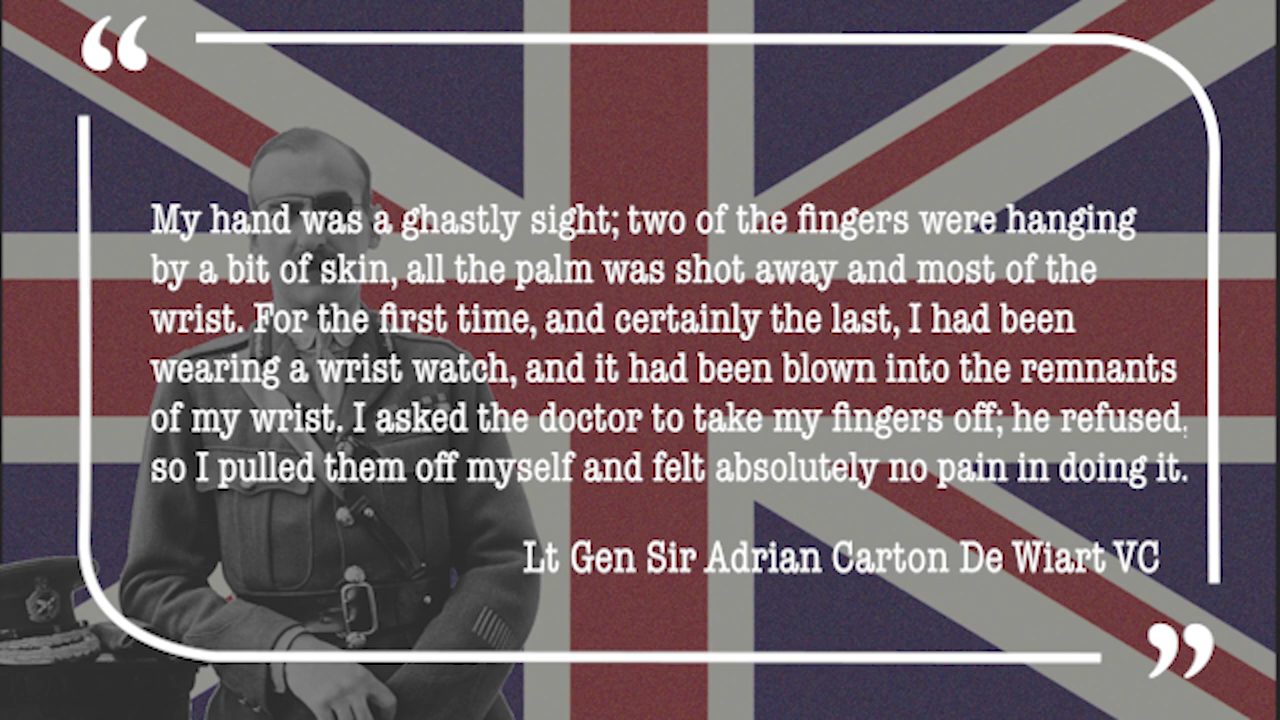 “
My hand was a ghastly sight; two of the fingers were hanging
by a bit of skin, all the palm was shot away and most of the
wrist. For the first time, and certainly the last, I had been
wearing a wrist watch, and it had been blown into the remnants
of my wrist. I asked the doctor to take my fingers off; he refused;
so I pulled them off myself and felt absolutely no pain in doing it.
Lt Gen Sir Adrian Carton De Wiart VC
”